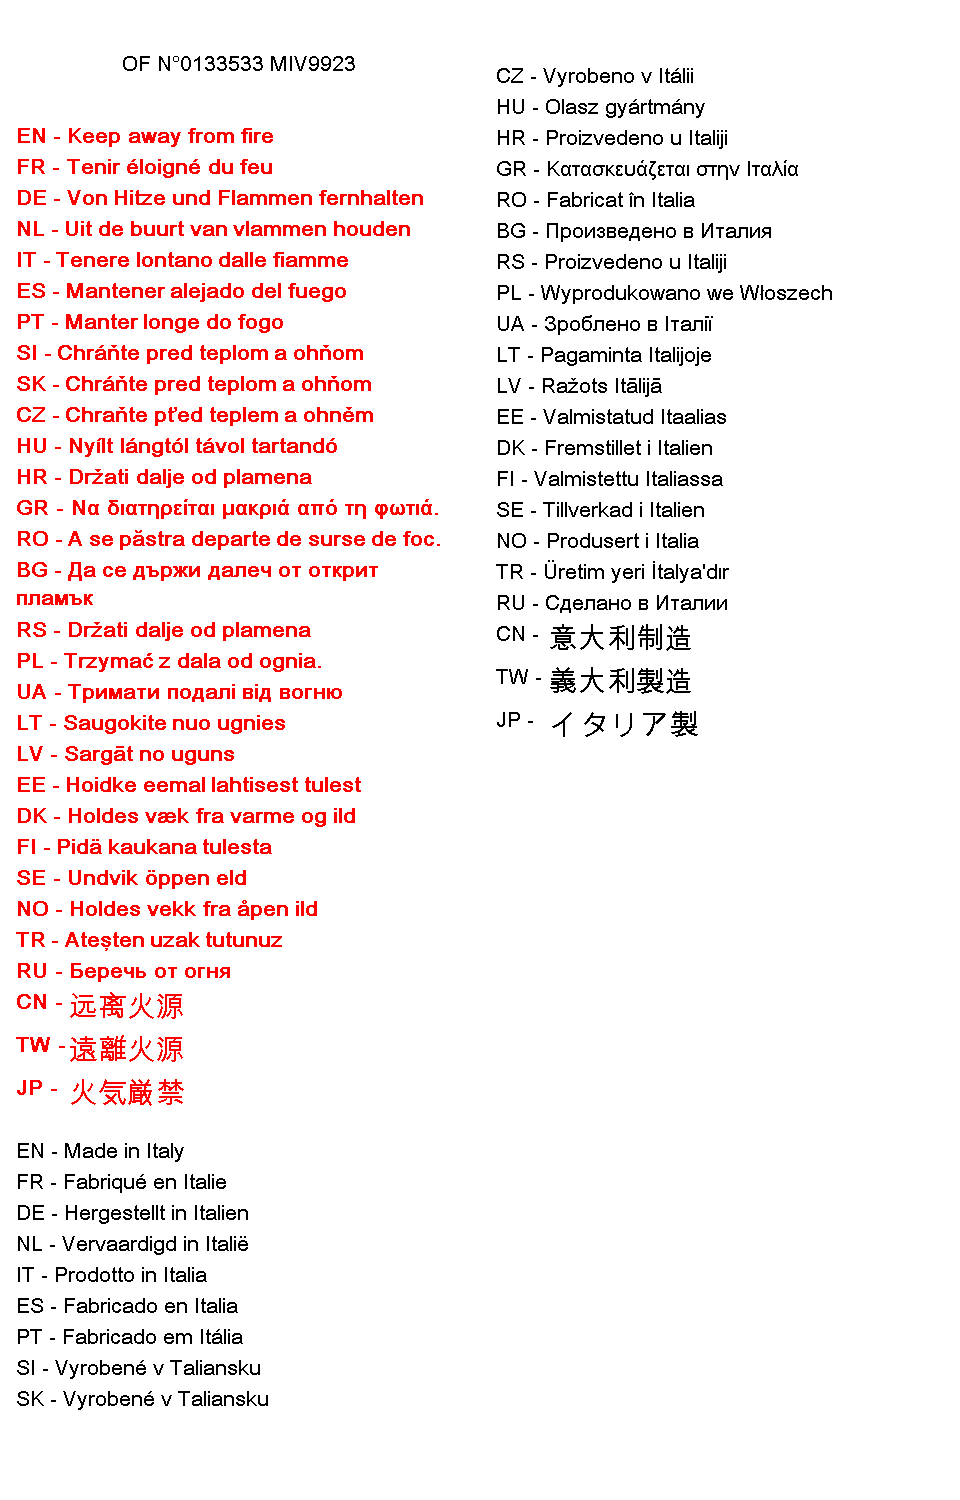 OF N°0133533 MIV9923
EN - Keep away from fire
FR - Tenir éloigné du feu
DE - Von Hitze und Flammen fernhalten
NL - Uit de buurt van vlammen houden
IT - Tenere lontano dalle fiamme
ES - Mantener alejado del fuego
PT - Manter longe do fogo
SI - Chráňte pred teplom a ohňom
SK - Chráňte pred teplom a ohňom
CZ - Chraňte pťed teplem a ohněm
HU - Nyílt lángtól távol tartandó
HR - Držati dalje od plamena
GR - Να διατηρείται μακριά από τη φωτιά.
RO - A se păstra departe de surse de foc.
BG - Да се държи далеч от открит
пламък
RS - Držati dalje od plamena
PL - Trzymać z dala od ognia.
UA - Тримати подалі від вогню
LT - Saugokite nuo ugnies
LV - Sargāt no uguns
EE - Hoidke eemal lahtisest tulest
DK - Holdes væk fra varme og ild
FI - Pidä kaukana tulesta
SE - Undvik öppen eld
NO - Holdes vekk fra åpen ild
TR - Ateşten uzak tutunuz
RU - Беречь от огня
CN - 远离火源
TW - 遠離火源
JP - 火気厳禁
EN - Made in Italy
FR - Fabriqué en Italie
DE - Hergestellt in Italien
NL - Vervaardigd in Italië
IT - Prodotto in Italia
ES - Fabricado en Italia
PT - Fabricado em Itália
SI - Vyrobené v Taliansku
SK - Vyrobené v Taliansku
CZ - Vyrobeno v Itálii
HU - Olasz gyártmány
HR - Proizvedeno u Italiji
GR - Κατασκευάζεται στην Ιταλία
RO - Fabricat în Italia
BG - Произведено в Италия
RS - Proizvedeno u Italiji
PL - Wyprodukowano we Włoszech
UA - Зроблено в Італії
LT - Pagaminta Italijoje
LV - Ražots Itālijā
EE - Valmistatud Itaalias
DK - Fremstillet i Italien
FI - Valmistettu Italiassa
SE - Tillverkad i Italien
NO - Produsert i Italia
TR - Üretim yeri İtalya'dır
RU - Сделано в Италии
CN - 意大利制造
TW - 義大利製造
JP - イタリア製